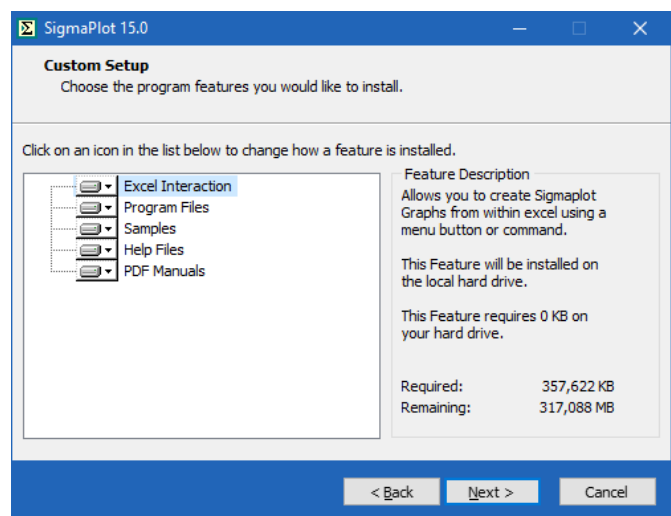 SigmaPlot 15.0
Custom Setup
Choose the program features you would like to install.
Click on an icon in the list below to change how a feature is installed.
Excel Interaction
Program Files
Samples
Help Files
PDF Manuals
Feature Description
Allows you to create Sigmaplot
Graphs from within excel using a
menu button or command.
This Feature will be installed on
the local hard drive.
This Feature requires 0 KB on
your hard drive.
Required: 357,622 KB
Remaining: 317,088 MB
< Back Next > Cancel